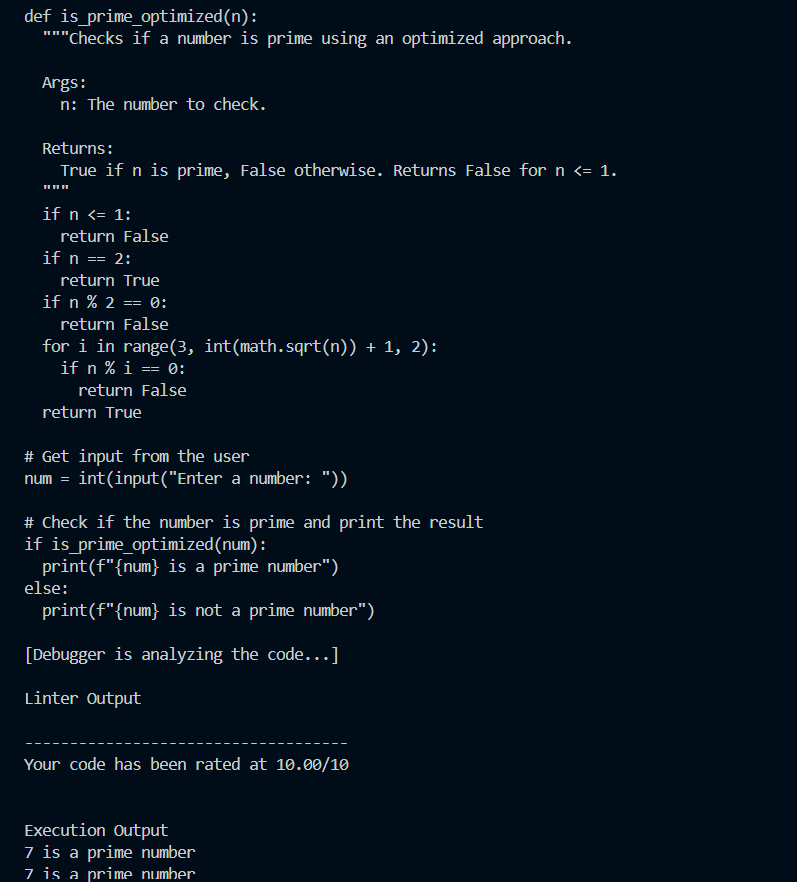 def is_prime_optimized(n):
  """Checks if a number is prime using an optimized approach.

  Args:
    n: The number to check.

  Returns:
    True if n is prime, False otherwise. Returns False for n <= 1.
  """
  if n <= 1:
    return False
  if n == 2:
    return True
  if n % 2 == 0:
    return False
  for i in range(3, int(math.sqrt(n)) + 1, 2):
    if n % i == 0:
      return False
  return True

# Get input from the user
num = int(input("Enter a number: "))

# Check if the number is prime and print the result
if is_prime_optimized(num):
  print(f"{num} is a prime number")
else:
  print(f"{num} is not a prime number")

[Debugger is analyzing the code...]

Linter Output

------------------------------------
Your code has been rated at 10.00/10


Execution Output
7 is a prime number
7 is a prime number